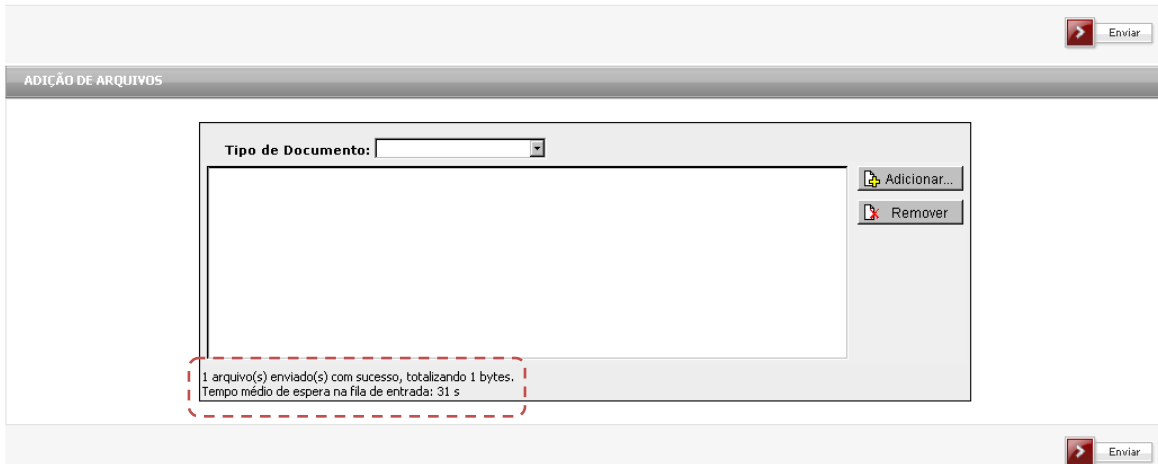 Enviar
ADIÇÃO DE ARQUIVOS
Tipo de Documento:
Adicionar...
Remover
1 arquivo(s) enviado(s) com sucesso, totalizando 1 bytes.
Tempo médio de espera na fila de entrada: 31 s
Enviar